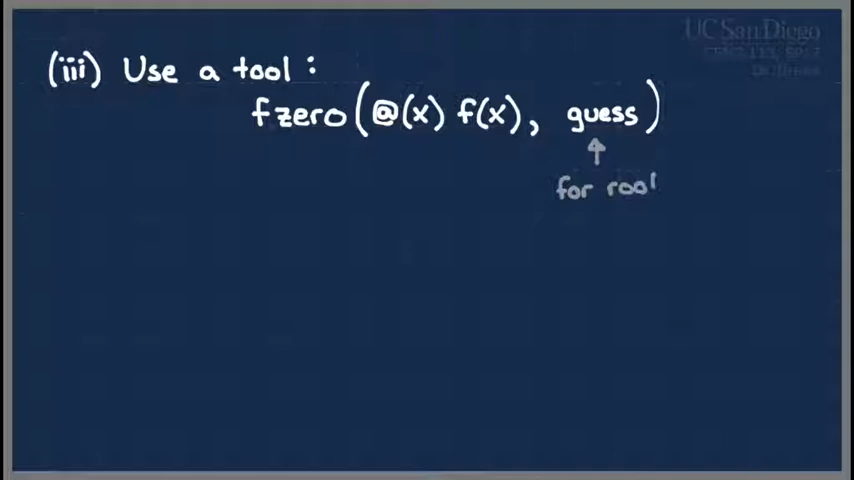 UC San Diego
(iii) Use a tool :
fzero(@(x) f(x), guess)
↑
for root